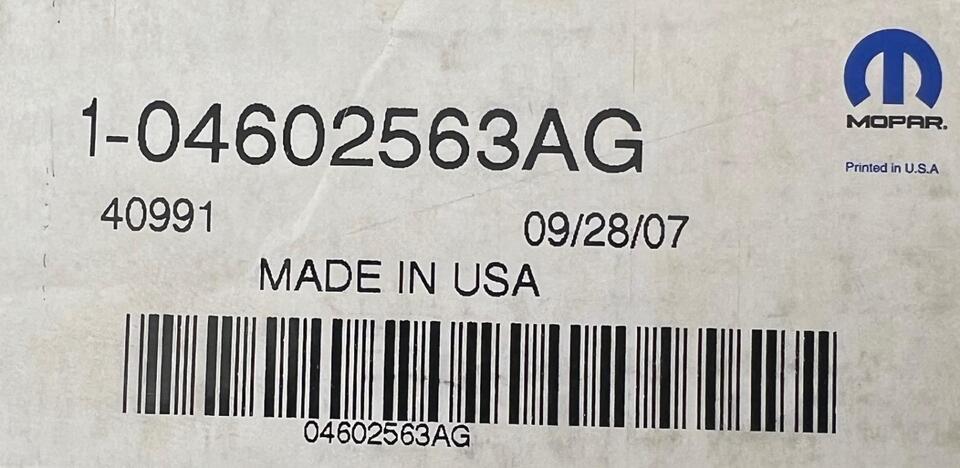 MOPAR.
Printed in U.S.A
1-04602563AG
40991 09/28/07
MADE IN USA
04602563AG